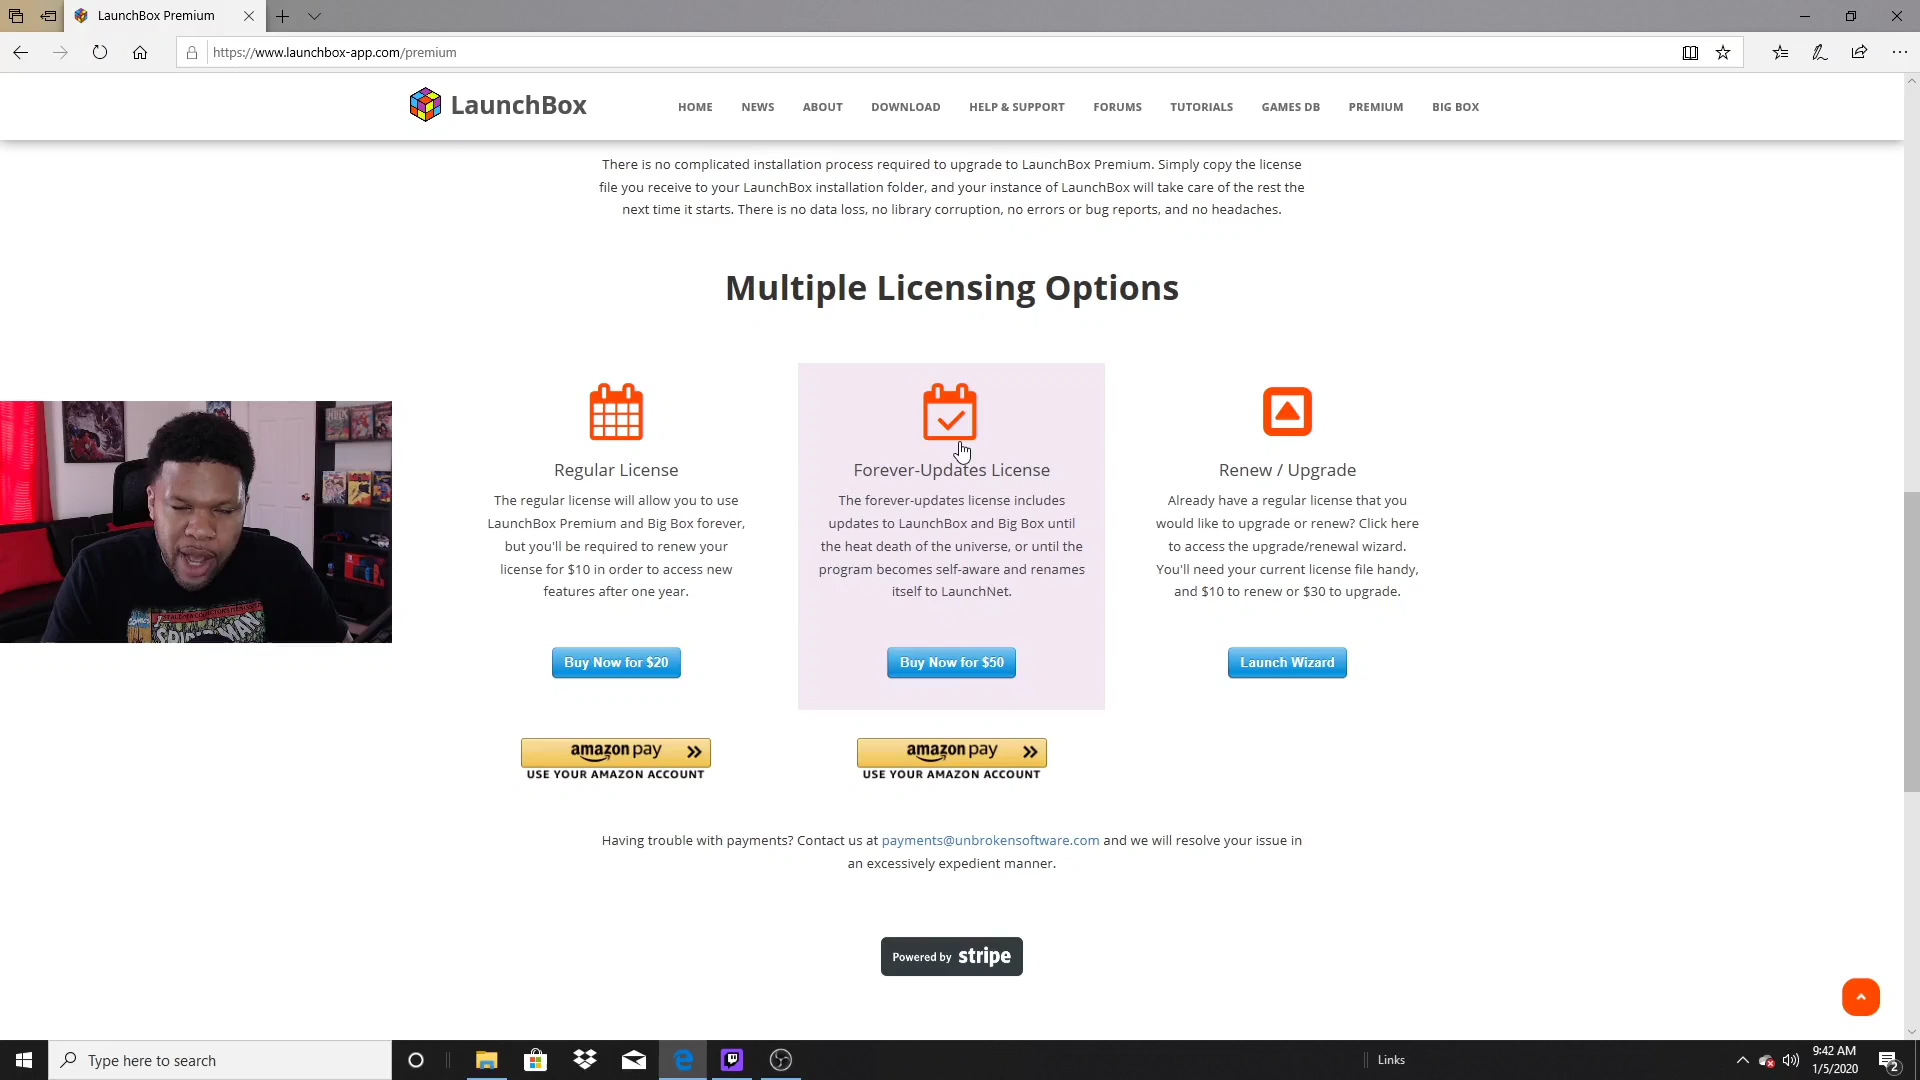 LaunchBox Premium
https://www.launchbox-app.com/premium
LaunchBox
HOME NEWS ABOUT DOWNLOAD HELP & SUPPORT FORUMS TUTORIALS GAMES DB PREMIUM BIG BOX
There is no complicated installation process required to upgrade to LaunchBox Premium. Simply copy the license
file you receive to your LaunchBox installation folder, and your instance of LaunchBox will take care of the rest the
next time it starts. There is no data loss, no library corruption, no errors or bug reports, and no headaches.
Multiple Licensing Options
Regular License
The regular license will allow you to use
LaunchBox Premium and Big Box forever,
but you'll be required to renew your
license for $10 in order to access new
features after one year.
Buy Now for $20
amazon pay
USE YOUR AMAZON ACCOUNT
Forever-Updates License
The forever-updates license includes
updates to LaunchBox and Big Box until
the heat death of the universe, or until the
program becomes self-aware and renames
itself to LaunchNet.
Buy Now for $50
amazon pay
USE YOUR AMAZON ACCOUNT
Renew / Upgrade
Already have a regular license that you
would like to upgrade or renew? Click here
to access the upgrade/renewal wizard.
You'll need your current license file handy,
and $10 to renew or $30 to upgrade.
Launch Wizard
Having trouble with payments? Contact us at payments@unbrokensoftware.com and we will resolve your issue in
an excessively expedient manner.
Powered by stripe
SPIDER-MAN
Type here to search
Links
9:42 AM
1/5/2020
2